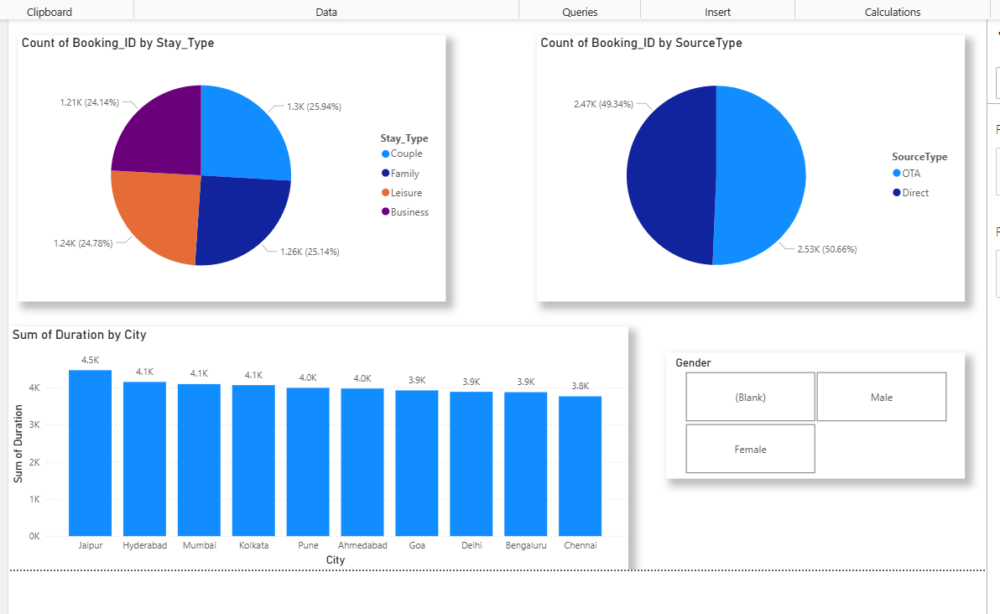 Clipboard
Data
Queries
Insert
Calculations
Count of Booking_ID by Stay_Type
1.21K (24.14%)
1.3K (25.94%)
1.24K (24.78%)
1.26K (25.14%)
Stay_Type
Couple
Family
Leisure
Business
Count of Booking_ID by SourceType
2.47K (49.34%)
2.53K (50.66%)
SourceType
OTA
Direct
Sum of Duration by City
Sum of Duration
4K
3K
2K
1K
0K
4.5K
4.1K
4.1K
4.1K
4.0K
4.0K
3.9K
3.9K
3.9K
3.8K
Jaipur
Hyderabad
Mumbai
Kolkata
Pune
Ahmedabad
Goa
Delhi
Bengaluru
Chennai
City
Gender
(Blank)
Male
Female